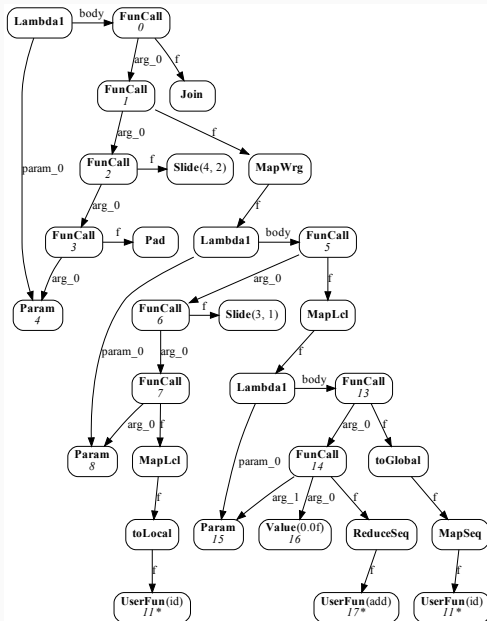 Lambda1
body
FunCall
0
arg_0
f
FunCall
1
Join
arg_0
f
param_0
FunCall
2
f
Slide(4, 2)
MapWrg
arg_0
f
FunCall
3
f
Pad
Lambda1
body
FunCall
5
arg_0
arg_0
f
Param
4
FunCall
6
f
Slide(3, 1)
MapLcl
param_0
arg_0
f
FunCall
7
Lambda1
body
FunCall
13
arg_0
f
param_0
arg_0
f
Param
8
MapLcl
FunCall
14
toGlobal
f
arg_1
arg_0
f
f
toLocal
Param
15
Value(0.0f)
16
ReduceSeq
MapSeq
f
f
f
UserFun(id)
11*
UserFun(add)
17*
UserFun(id)
11*